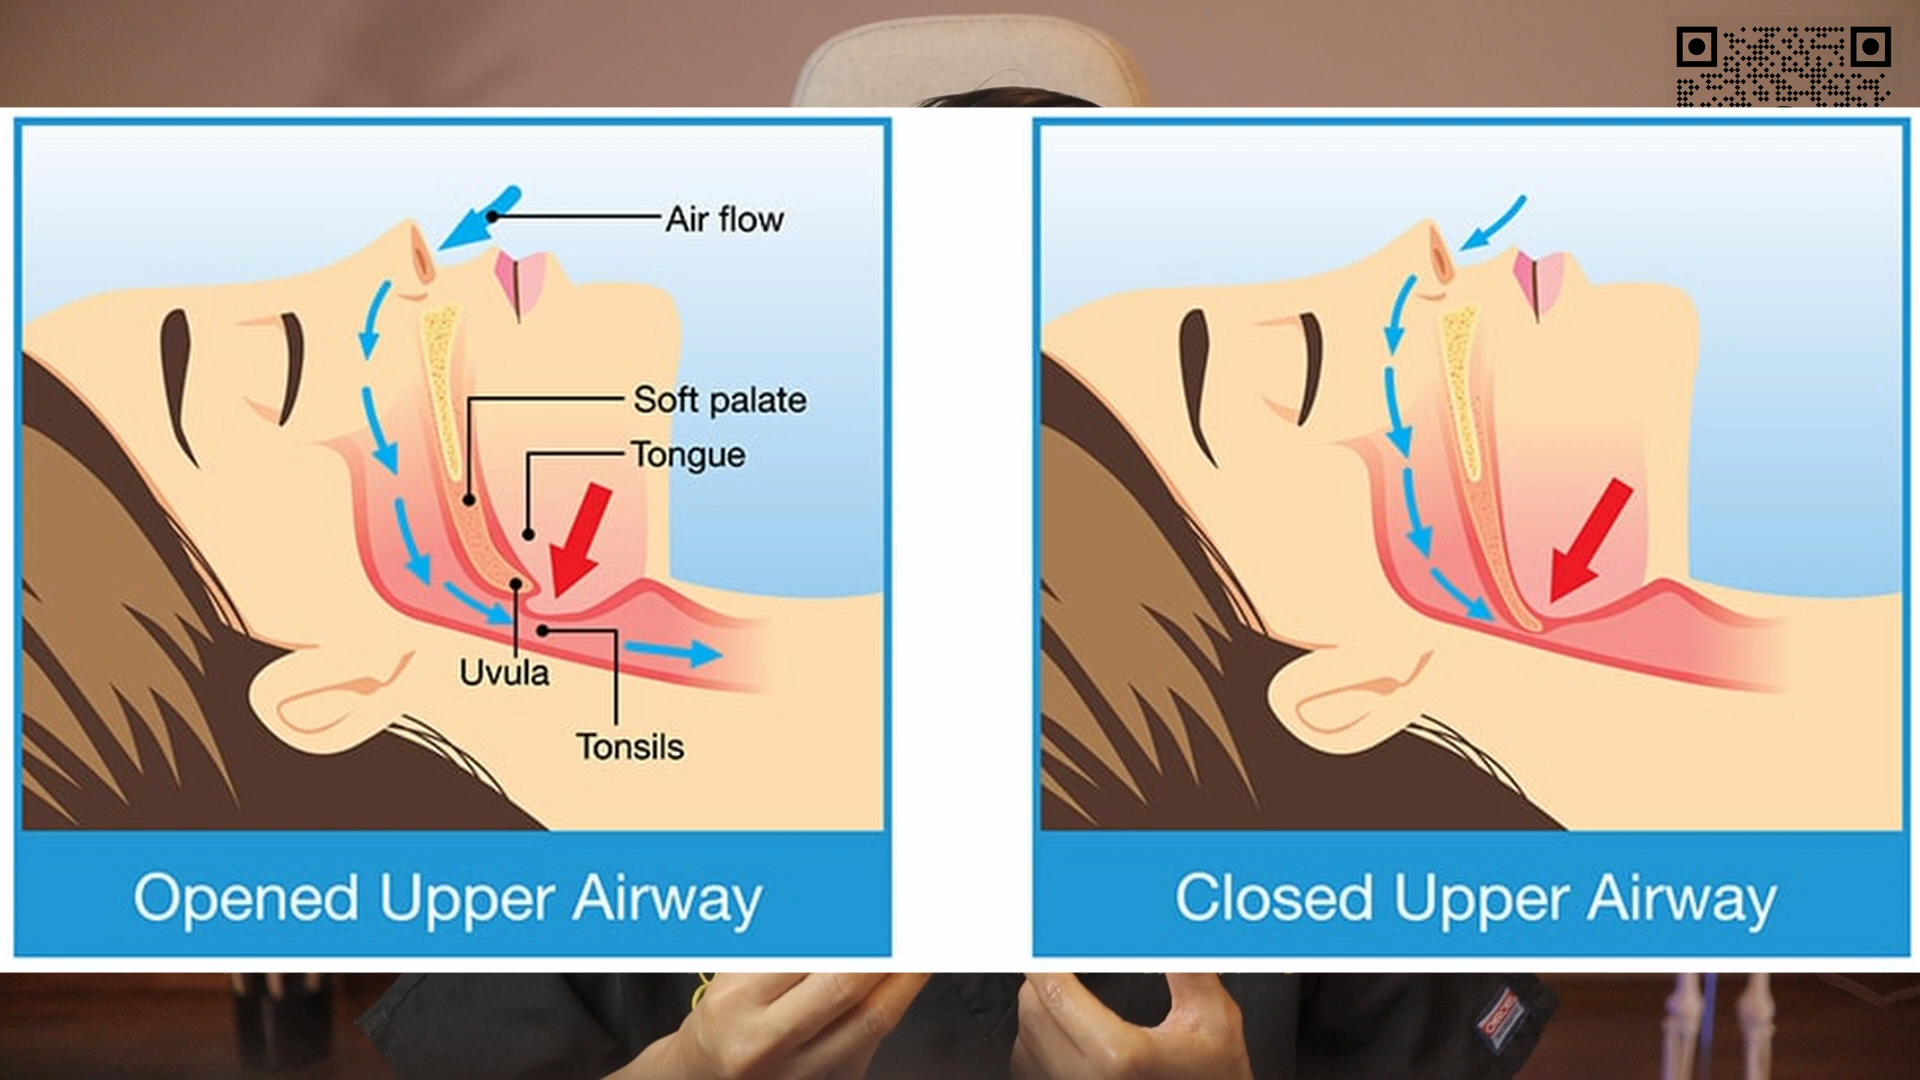 Air flow
Soft palate
Tongue
Uvula
Tonsils
Opened Upper Airway
Closed Upper Airway